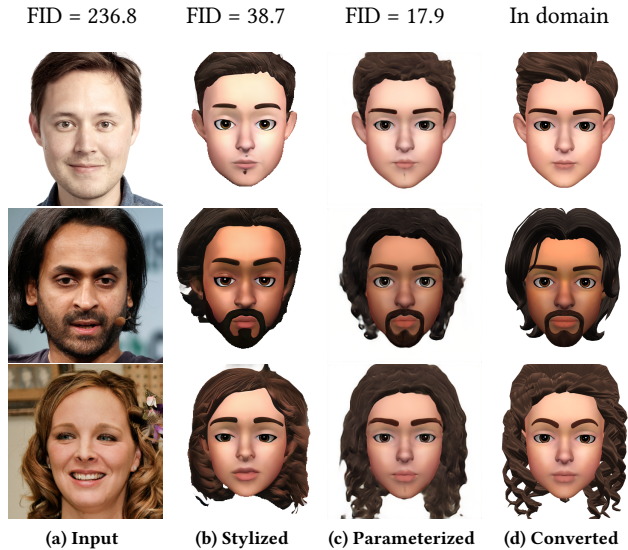 FID = 236.8 FID = 38.7 FID = 17.9 In domain
(a) Input (b) Stylized (c) Parameterized (d) Converted